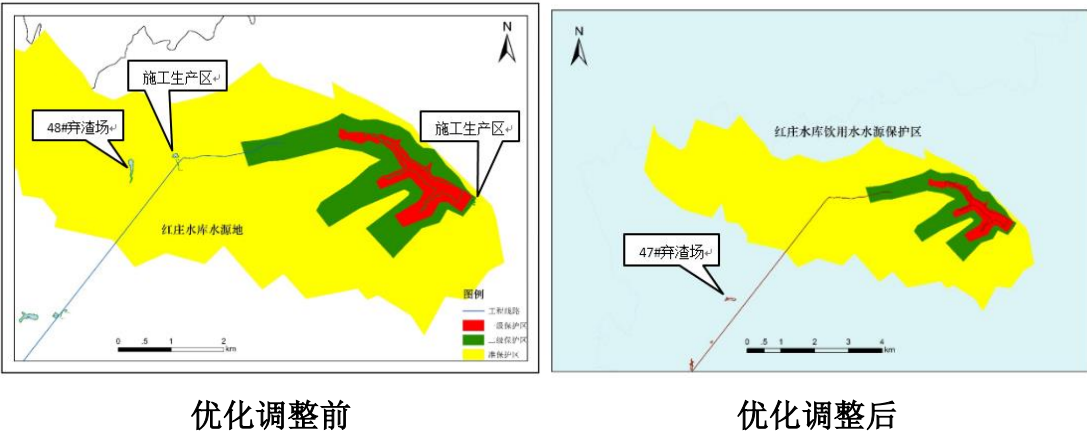 N
施工生产区
48#弃渣场
施工生产区
红庄水库水源地
图例
工程线路
一级保护区
二级保护区
准保护区
0 .5 1 2
km
N
红庄水库饮用水水源保护区
47#弃渣场
0 .5 1 2 3 4
km
优化调整前
优化调整后